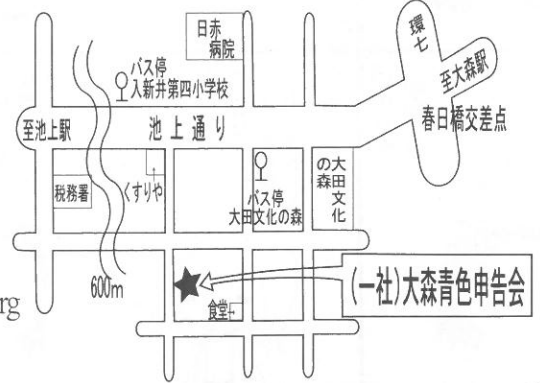 日赤
病院
環七
至大森駅
バス停
入新井第四小学校
春日橋交差点
至池上駅
池上通り
税務署
くすりや
バス停
大田文化の森
大田文化
の森
600m
(一社)大森青色申告会
食堂
rg